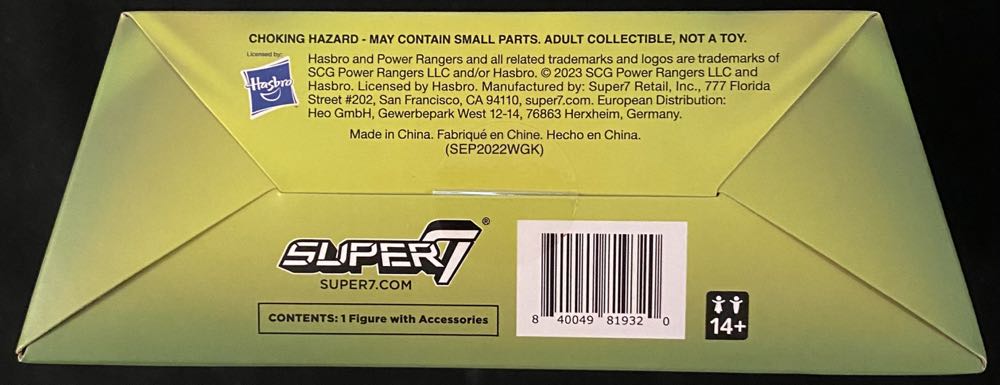 CHOKING HAZARD - MAY CONTAIN SMALL PARTS. ADULT COLLECTIBLE, NOT A TOY.
Licensed by:
Hasbro
Hasbro and Power Rangers and all related trademarks and logos are trademarks of
SCG Power Rangers LLC and/or Hasbro. © 2023 SCG Power Rangers LLC and
Hasbro. Licensed by Hasbro. Manufactured by: Super7 Retail, Inc., 777 Florida
Street #202, San Francisco, CA 94110, super7.com. European Distribution:
Heo GmbH, Gewerbepark West 12-14, 76863 Herxheim, Germany.
Made in China. Fabriqué en Chine. Hecho en China.
(SEP2022WGK)
SUPER7®
SUPER7.COM
CONTENTS: 1 Figure with Accessories
8 40049 81932 0
14+